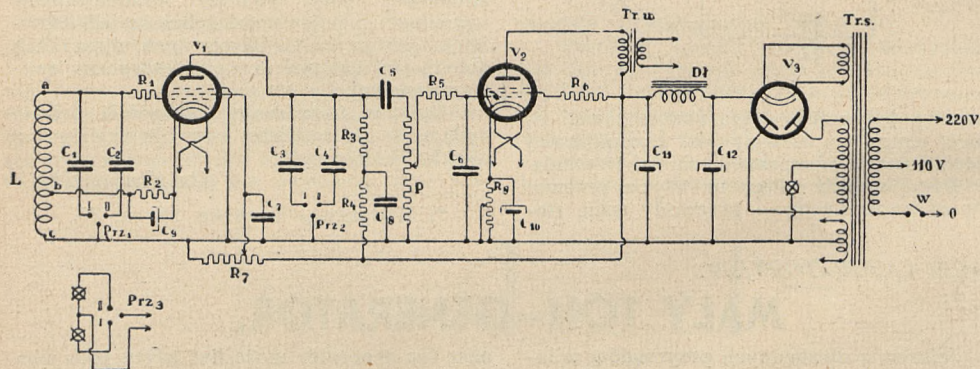 Tr.w
Tr.s.
V1
V2
V3
C5
a
R1
R5
R6
Dł
220V
C1
C2
R3
C3
C4
C6
C11
C12
110 V
L
b
R2
R4
P
R8
I
II
C9
C7
I
II
C8
C10
W
0
c
Prz1
Prz2
R7
II
Prz3
I